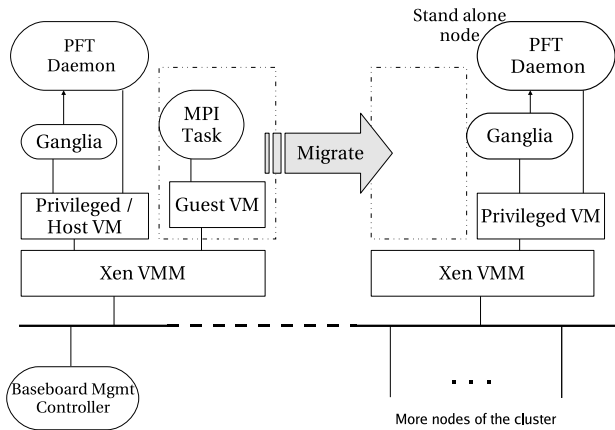 PFT
Daemon
Ganglia
Privileged /
Host VM
MPI
Task
Guest VM
Xen VMM
Migrate
Stand alone
node
PFT
Daemon
Ganglia
Privileged VM
Xen VMM
Baseboard Mgmt
Controller
. . .
More nodes of the cluster